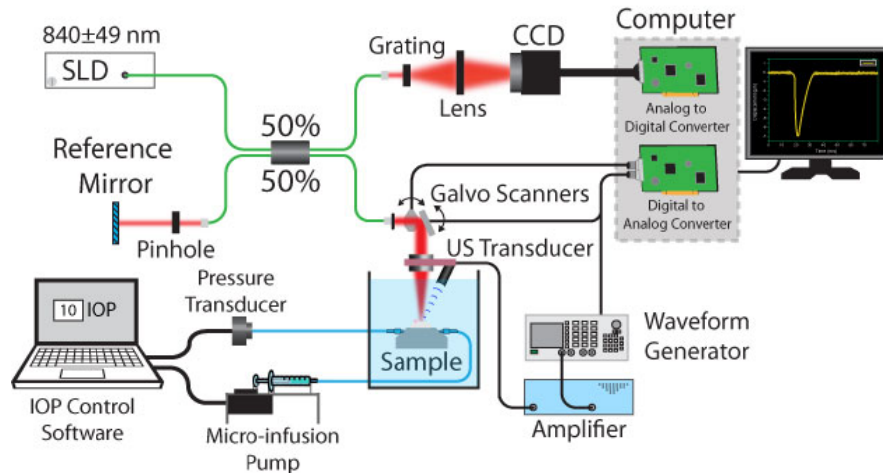 840±49 nm
SLD
Grating
CCD
Computer
Lens
Analog to
Digital Converter
50%
50%
Reference
Mirror
Pinhole
Galvo Scanners
Digital to
Analog Converter
US Transducer
Pressure
Transducer
10 IOP
Sample
Waveform
Generator
IOP Control
Software
Micro-infusion
Pump
Amplifier